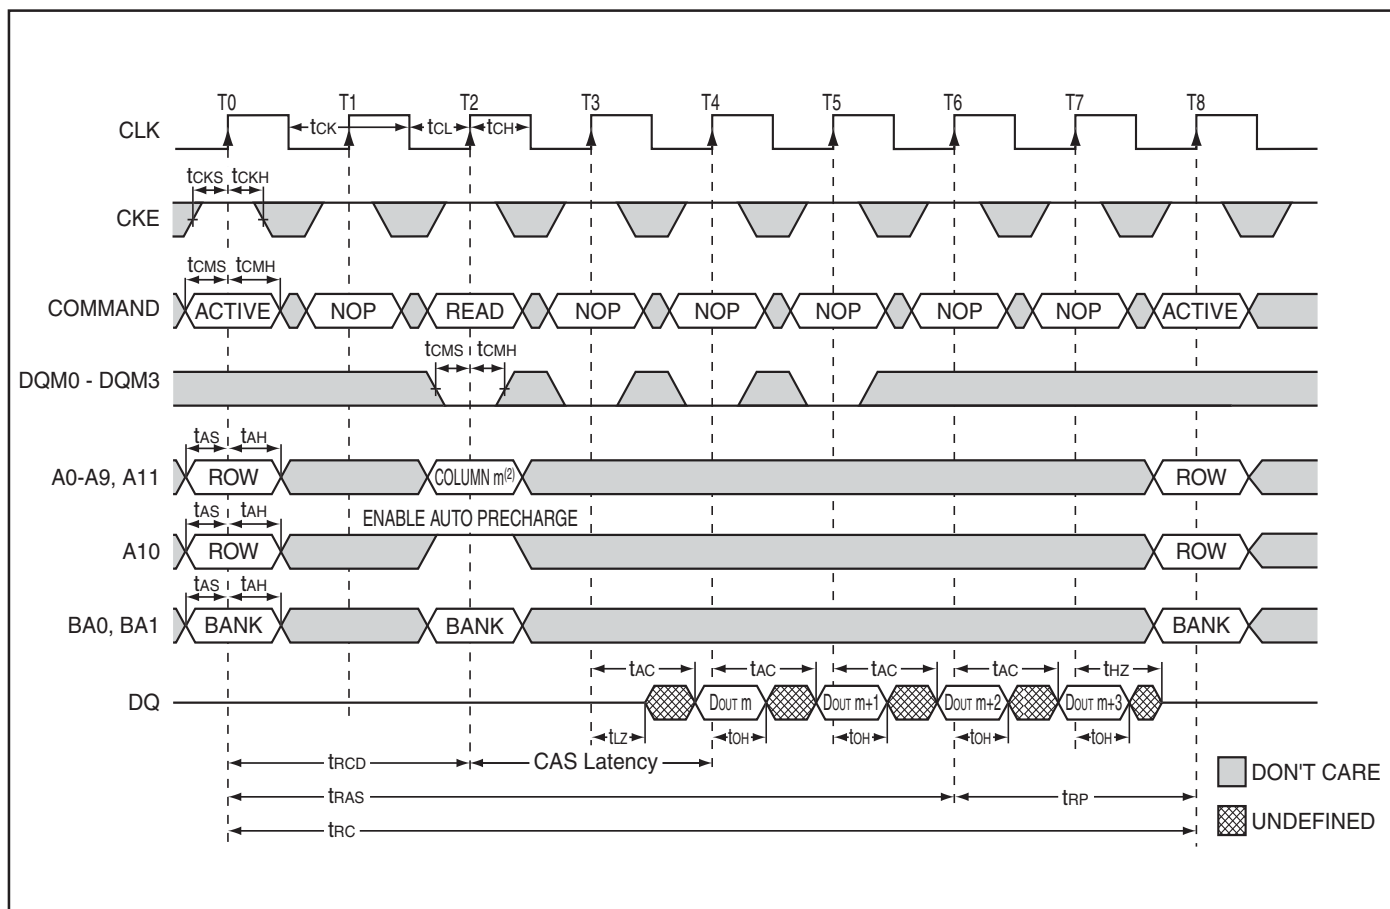 T0 T1 T2 T3 T4 T5 T6 T7 T8
CLK tCK tCL tCH
tCKS tCKH
CKE
tCMS tCMH
COMMAND ACTIVE NOP READ NOP NOP NOP NOP NOP ACTIVE
tCMS tCMH
DQM0 - DQM3
tAS tAH
A0-A9, A11 ROW COLUMN m(2) ROW
tAS tAH ENABLE AUTO PRECHARGE
A10 ROW ROW
tAS tAH
BA0, BA1 BANK BANK BANK
tAC tAC tAC tAC tHZ
DQ DOUT m DOUT m+1 DOUT m+2 DOUT m+3
tLZ tOH tOH tOH tOH
tRCD CAS Latency
DON'T CARE
tRAS tRP
UNDEFINED
tRC